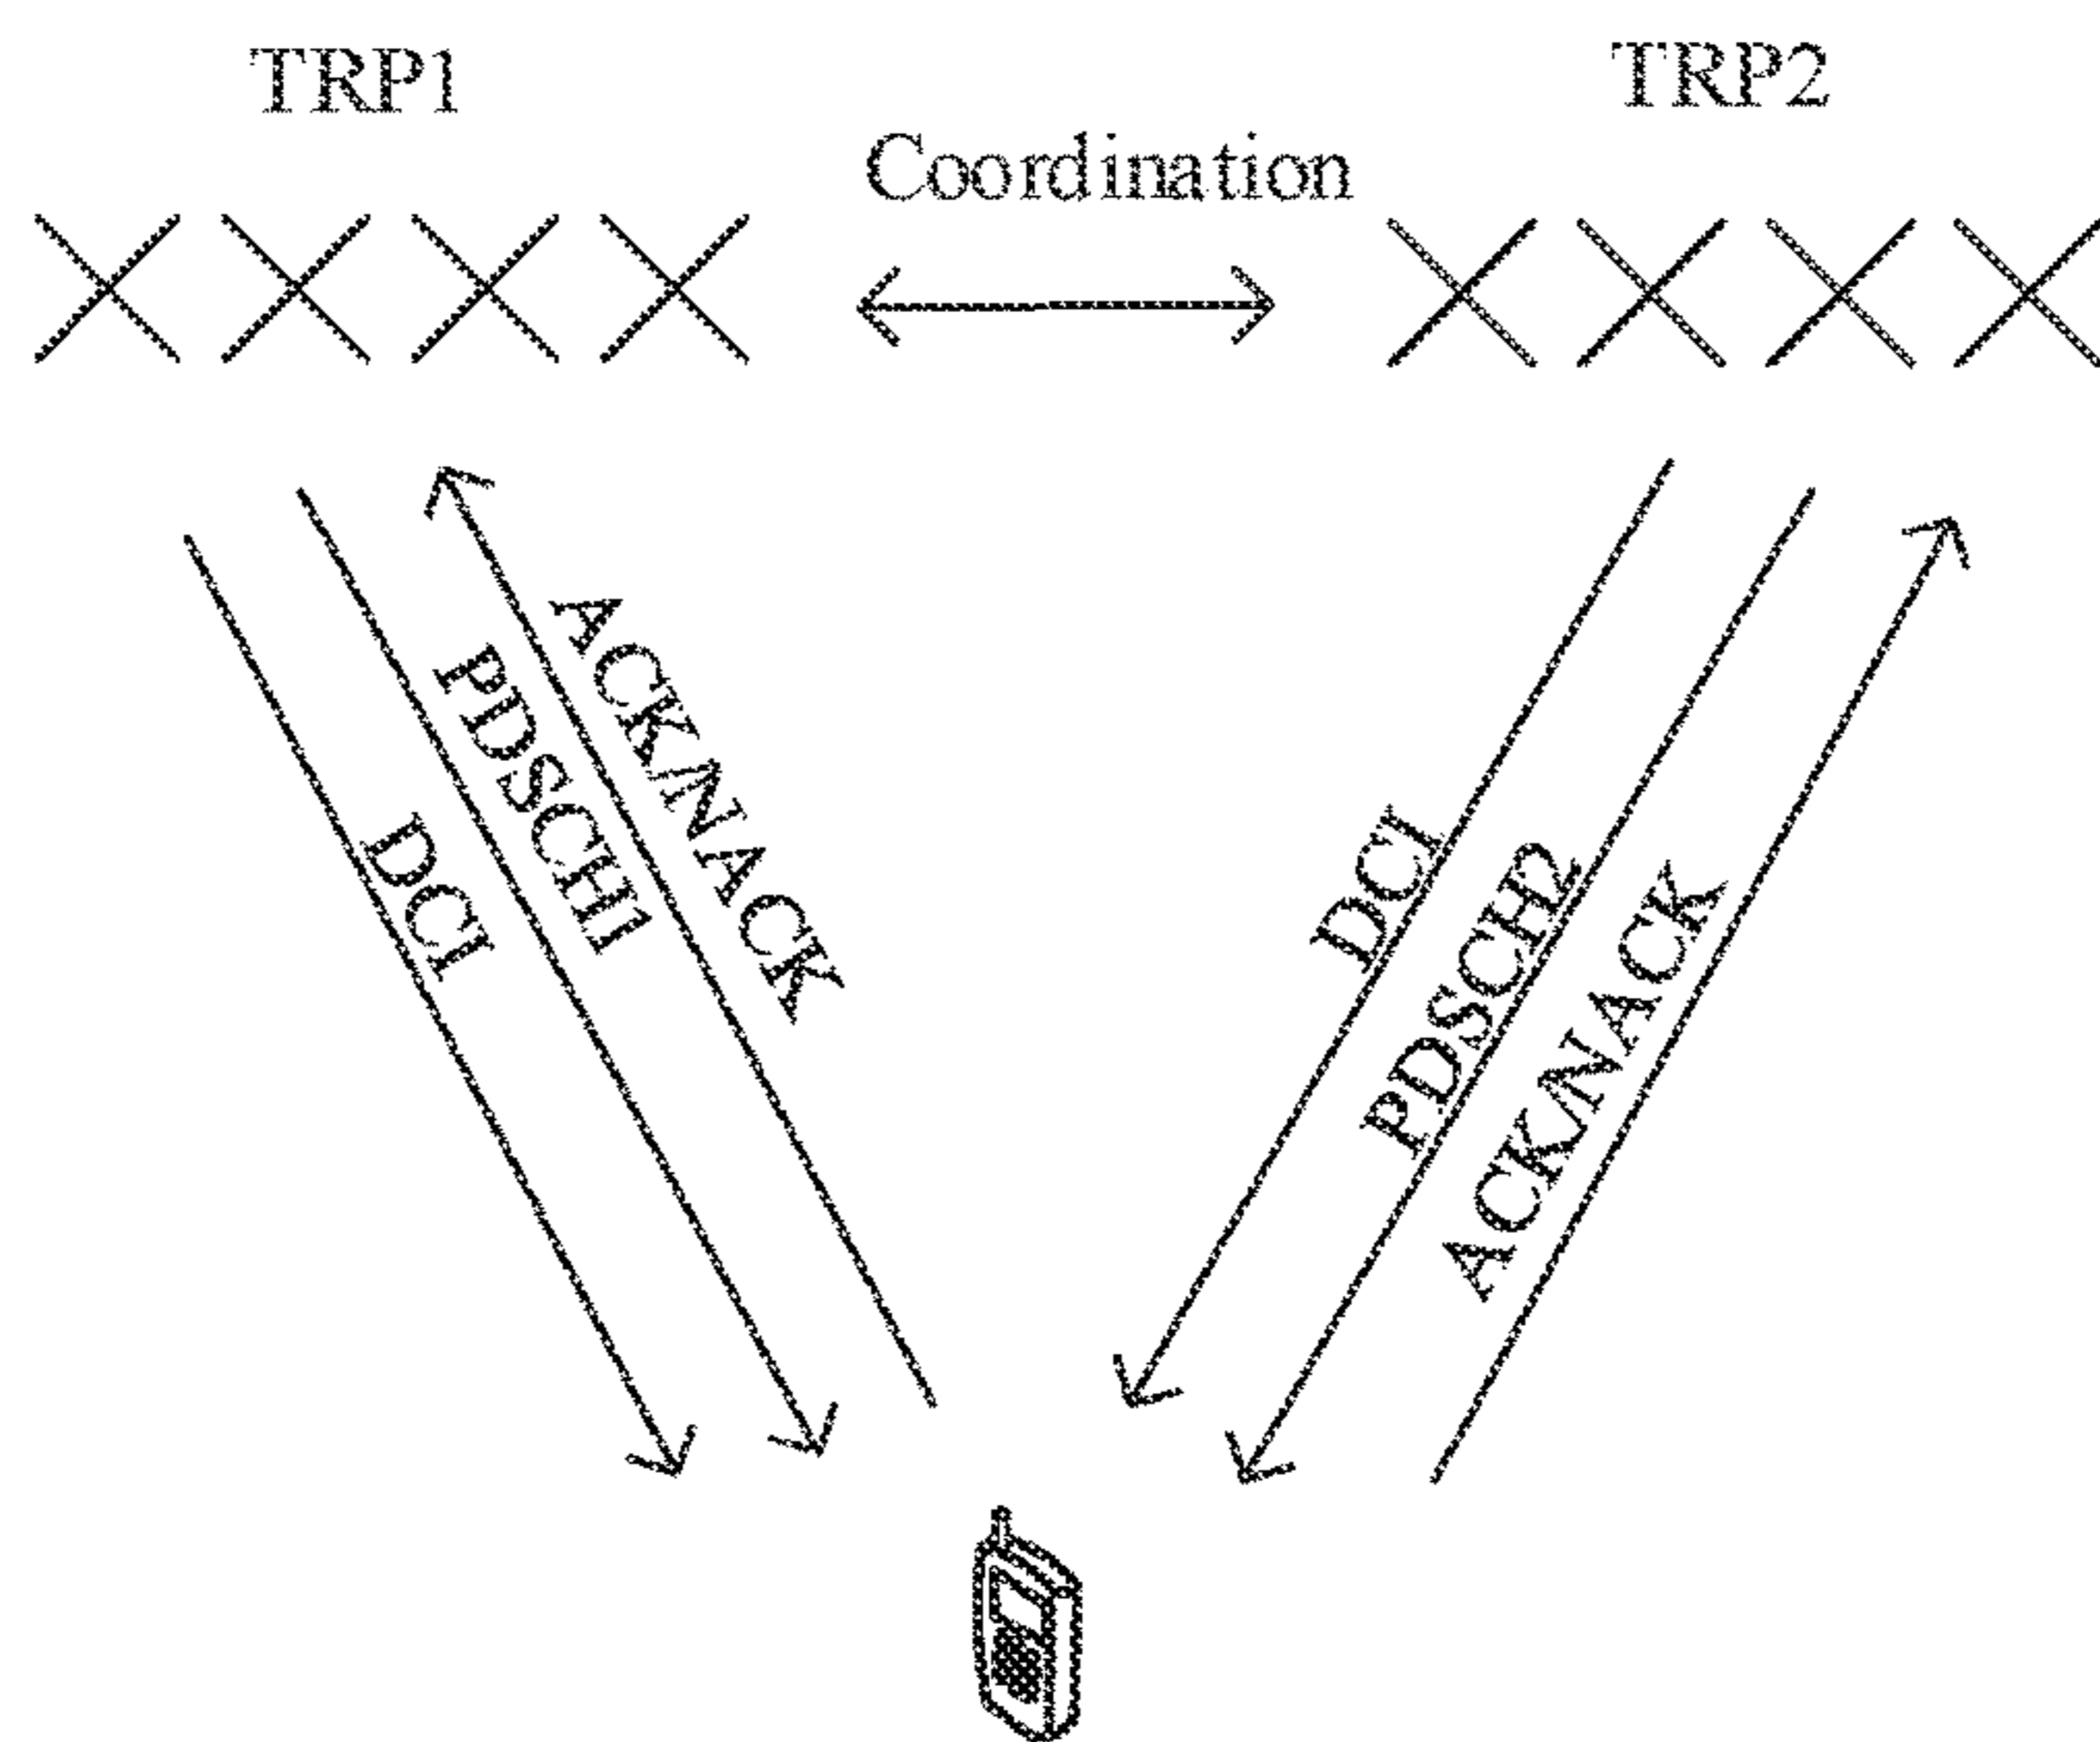 TRP1
TRP2
Coordination
ACK/NACK
PDSCH1
DCI
DCI
PDSCH2
ACK/NACK